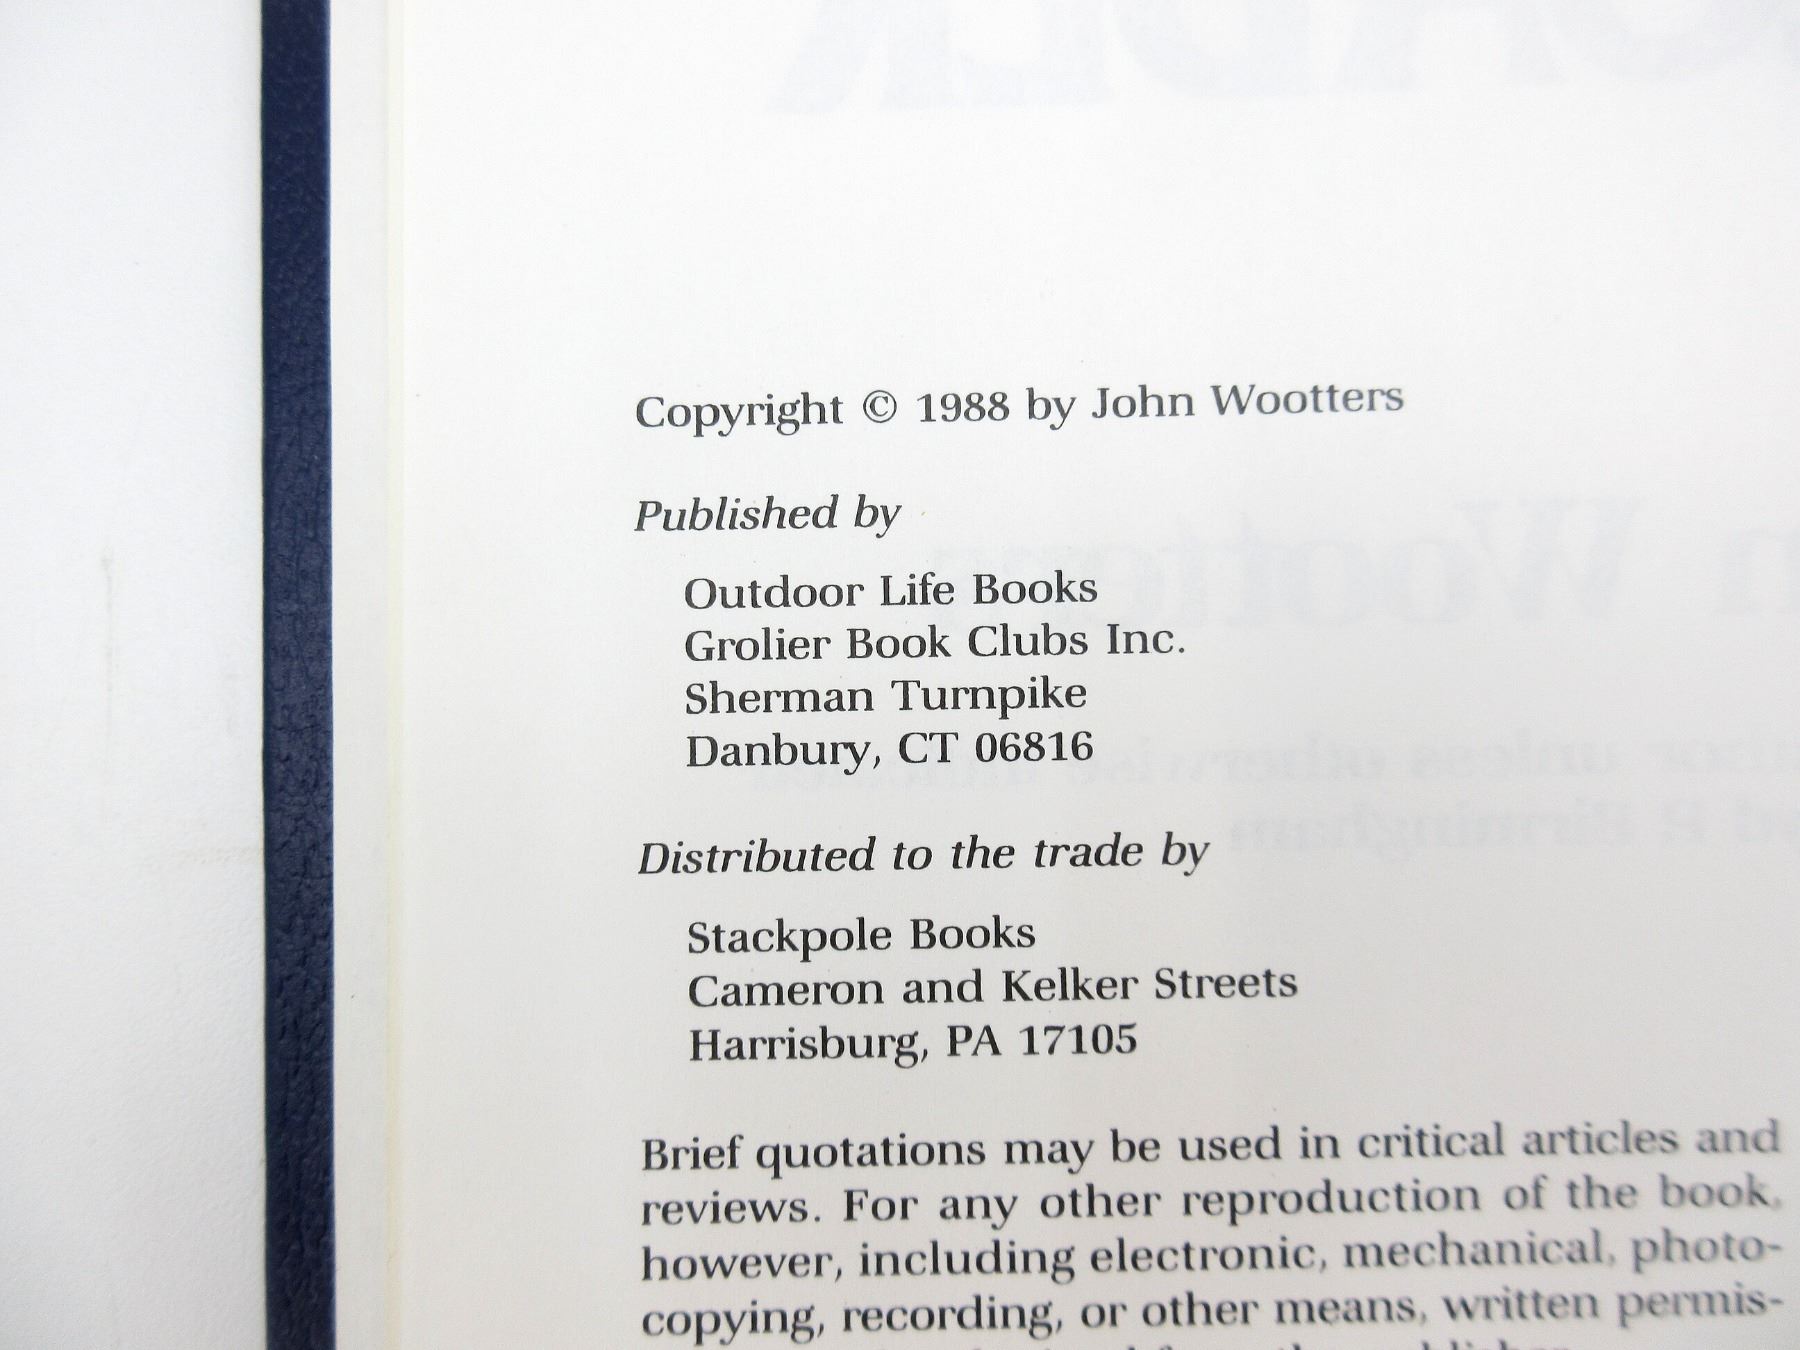 Copyright © 1988 by John Wootters
Published by
Outdoor Life Books
Grolier Book Clubs Inc.
Sherman Turnpike
Danbury, CT 06816
Distributed to the trade by
Stackpole Books
Cameron and Kelker Streets
Harrisburg, PA 17105
Brief quotations may be used in critical articles and
reviews. For any other reproduction of the book,
however, including electronic, mechanical, photo-
copying, recording, or other means, written permis-